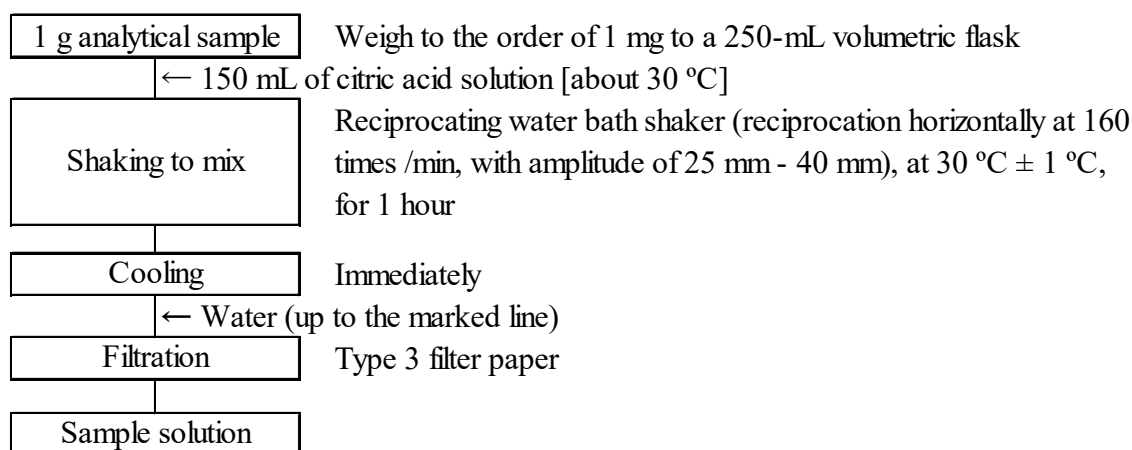 1 g analytical sample Weigh to the order of 1 mg to a 250-mL volumetric flask
← 150 mL of citric acid solution [about 30 ºC]
Reciprocating water bath shaker (reciprocation horizontally at 160
Shaking to mix times /min, with amplitude of 25 mm - 40 mm), at 30 ºC ± 1 ºC,
for 1 hour
Cooling Immediately
← Water (up to the marked line)
Filtration Type 3 filter paper
Sample solution